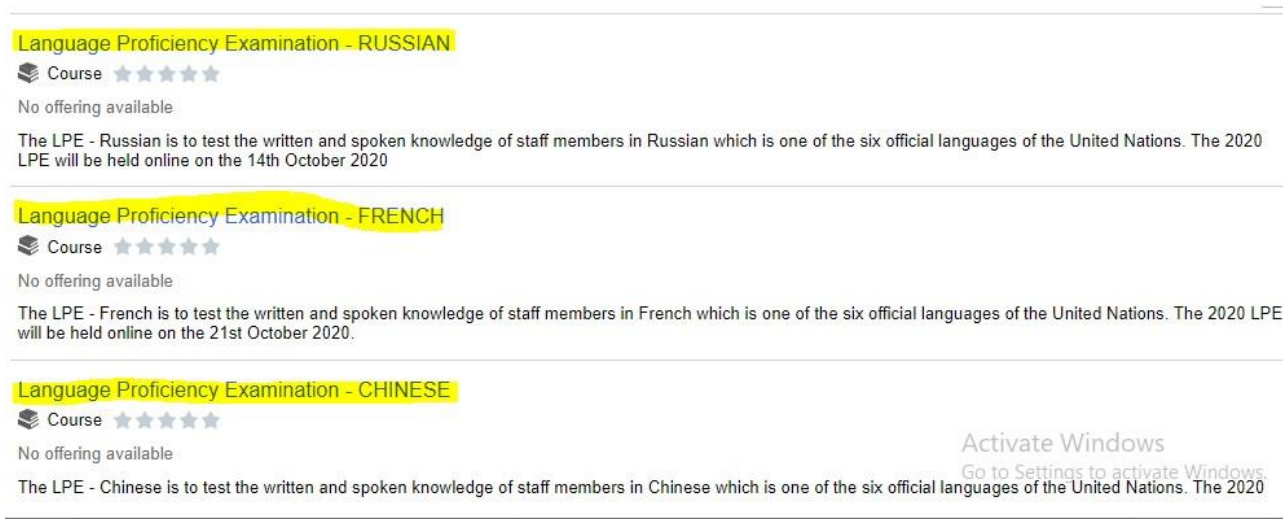 Language Proficiency Examination - RUSSIAN
Course
No offering available
The LPE - Russian is to test the written and spoken knowledge of staff members in Russian which is one of the six official languages of the United Nations. The 2020
LPE will be held online on the 14th October 2020
Language Proficiency Examination - FRENCH
Course
No offering available
The LPE - French is to test the written and spoken knowledge of staff members in French which is one of the six official languages of the United Nations. The 2020 LPE
will be held online on the 21st October 2020.
Language Proficiency Examination - CHINESE
Course
No offering available
Activate Windows
Go to Settings to activate Windows.
The LPE - Chinese is to test the written and spoken knowledge of staff members in Chinese which is one of the six official languages of the United Nations. The 2020